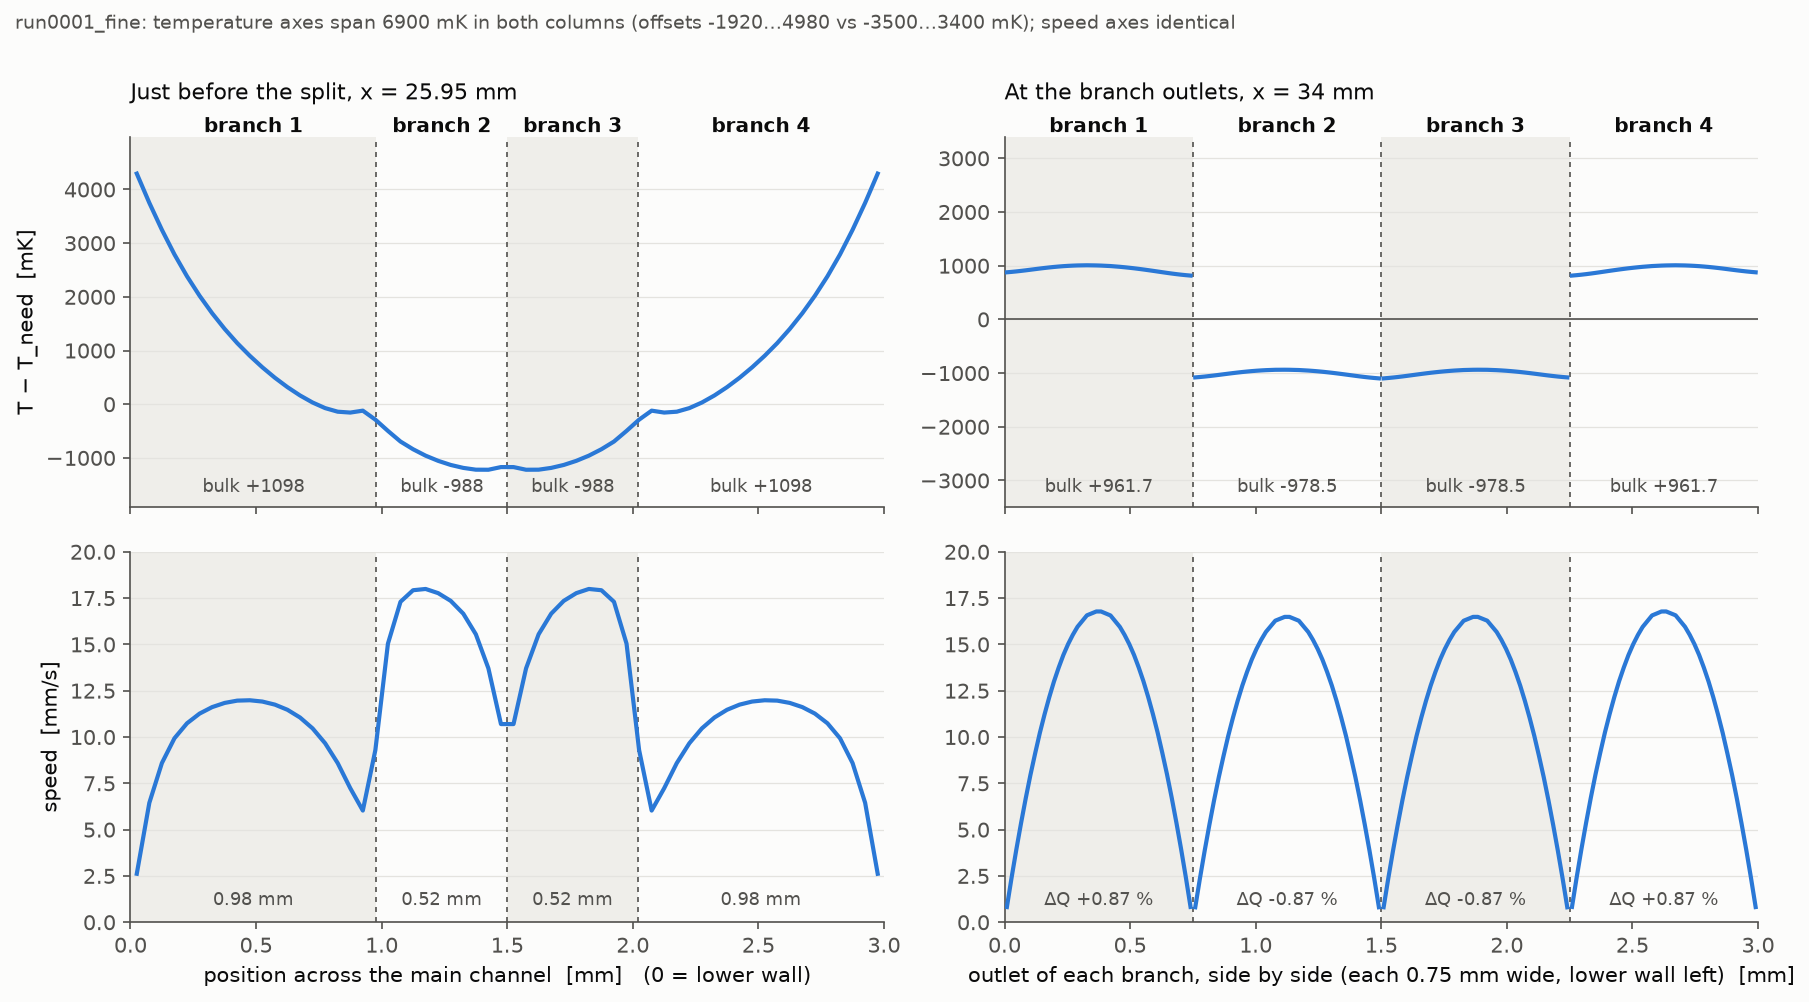 run0001_fine: temperature axes span 6900 mK in both columns (offsets -1920...4980 vs -3500...3400 mK); speed axes identical
Just before the split, x = 25.95 mm
branch 1 branch 2 branch 3 branch 4
T − T_need [mK]
4000
3000
2000
1000
0
−1000
bulk +1098 bulk -988 bulk -988 bulk +1098
At the branch outlets, x = 34 mm
branch 1 branch 2 branch 3 branch 4
3000
2000
1000
0
−1000
−2000
−3000
bulk +961.7 bulk -978.5 bulk -978.5 bulk +961.7
speed [mm/s]
20.0
17.5
15.0
12.5
10.0
7.5
5.0
2.5
0.0
0.98 mm 0.52 mm 0.52 mm 0.98 mm
0.0 0.5 1.0 1.5 2.0 2.5 3.0
position across the main channel [mm] (0 = lower wall)
20.0
17.5
15.0
12.5
10.0
7.5
5.0
2.5
0.0
ΔQ +0.87 % ΔQ -0.87 % ΔQ -0.87 % ΔQ +0.87 %
0.0 0.5 1.0 1.5 2.0 2.5 3.0
outlet of each branch, side by side (each 0.75 mm wide, lower wall left) [mm]